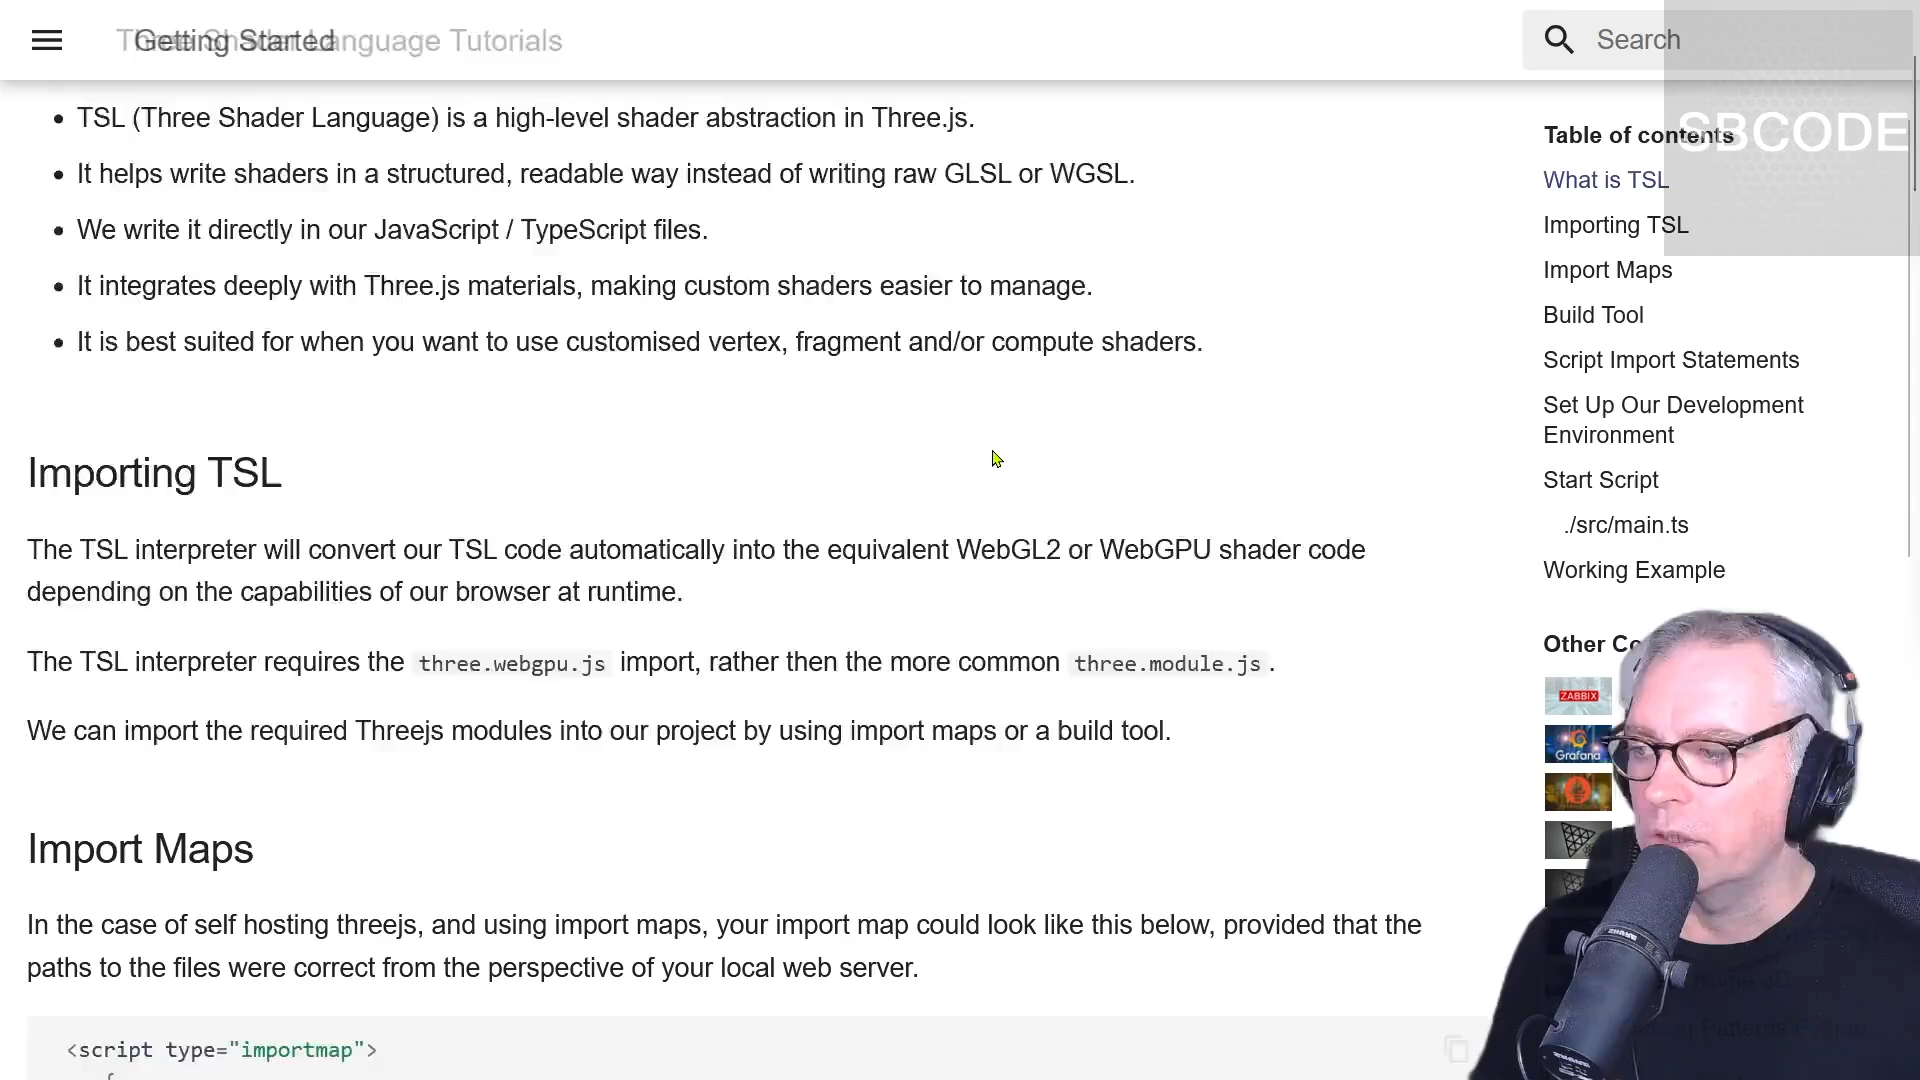 Three Shader Language Tutorials
Getting Started
Search
SBCODE
TSL (Three Shader Language) is a high-level shader abstraction in Three.js.
It helps write shaders in a structured, readable way instead of writing raw GLSL or WGSL.
We write it directly in our JavaScript / TypeScript files.
It integrates deeply with Three.js materials, making custom shaders easier to manage.
It is best suited for when you want to use customised vertex, fragment and/or compute shaders.
Importing TSL
The TSL interpreter will convert our TSL code automatically into the equivalent WebGL2 or WebGPU shader code
depending on the capabilities of our browser at runtime.
The TSL interpreter requires the three.webgpu.js import, rather then the more common three.module.js.
We can import the required Threejs modules into our project by using import maps or a build tool.
Import Maps
In the case of self hosting threejs, and using import maps, your import map could look like this below, provided that the
paths to the files were correct from the perspective of your local web server.
<script type="importmap">
{
Table of contents
What is TSL
Importing TSL
Import Maps
Build Tool
Script Import Statements
Set Up Our Development
Environment
Start Script
./src/main.ts
Working Example
Other
ZABBIX
Grafana